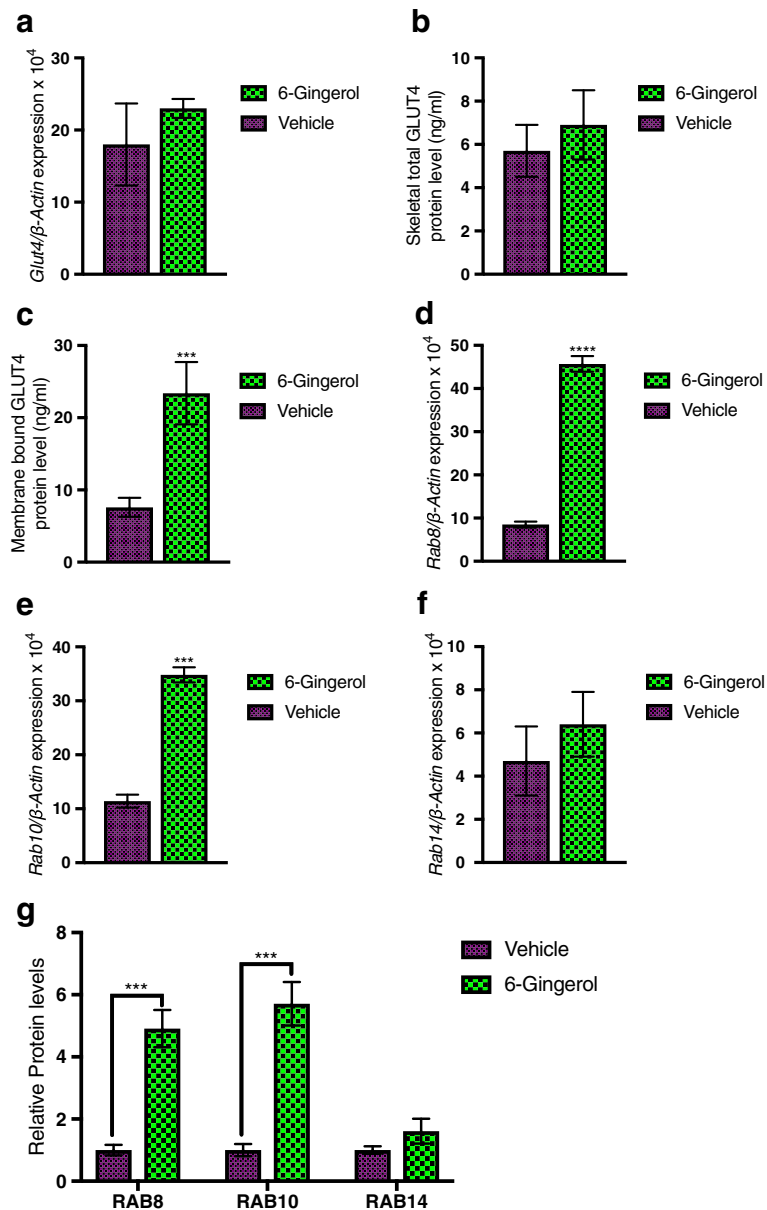 a
Glut4/β-Actin expression x 10⁴
30
20
10
0
6-Gingerol
Vehicle
b
Skeletal total GLUT4
protein level (ng/ml)
10
8
6
4
2
0
6-Gingerol
Vehicle
c
Membrane bound GLUT4
protein level (ng/ml)
30
20
10
0
***
6-Gingerol
Vehicle
d
Rab8/β-Actin expression x 10⁴
50
40
30
20
10
0
****
6-Gingerol
Vehicle
e
Rab10/β-Actin expression x 10⁴
40
30
20
10
0
***
6-Gingerol
Vehicle
f
Rab14/β-Actin expression x 10⁴
10
8
6
4
2
0
6-Gingerol
Vehicle
g
Relative Protein levels
8
6
4
2
0
***
***
RAB8
RAB10
RAB14
Vehicle
6-Gingerol